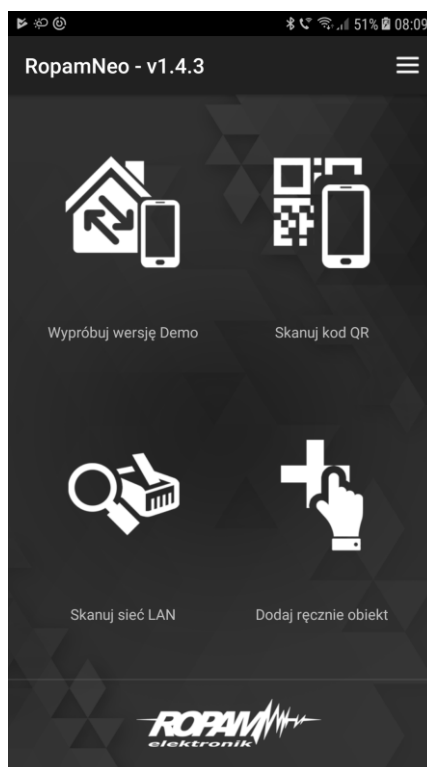 51% 08:09
RopamNeo - v1.4.3
Wypróbuj wersję Demo
Skanuj kod QR
Skanuj sieć LAN
Dodaj ręcznie obiekt
ROPAM
elektronik